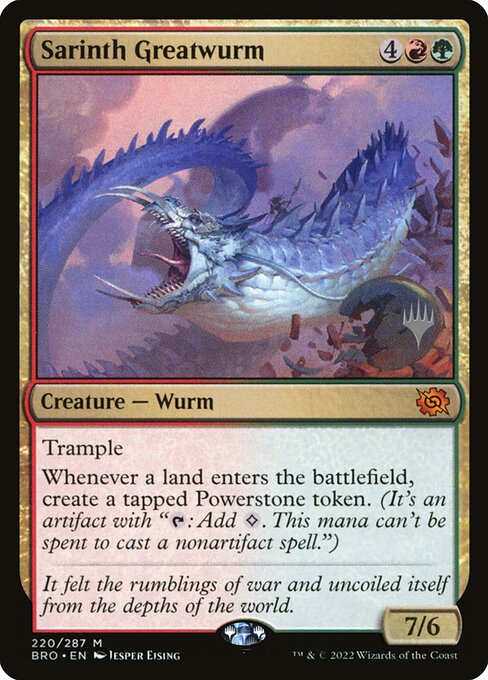 Sarinth Greatwurm 4
Creature — Wurm
Trample
Whenever a land enters the battlefield,
create a tapped Powerstone token. (It's an
artifact with “: Add . This mana can't be
spent to cast a nonartifact spell.”)
It felt the rumblings of war and uncoiled itself
from the depths of the world.
7/6
220/287 M
BRO • EN Jesper Eising
™ & © 2022 Wizards of the Coast